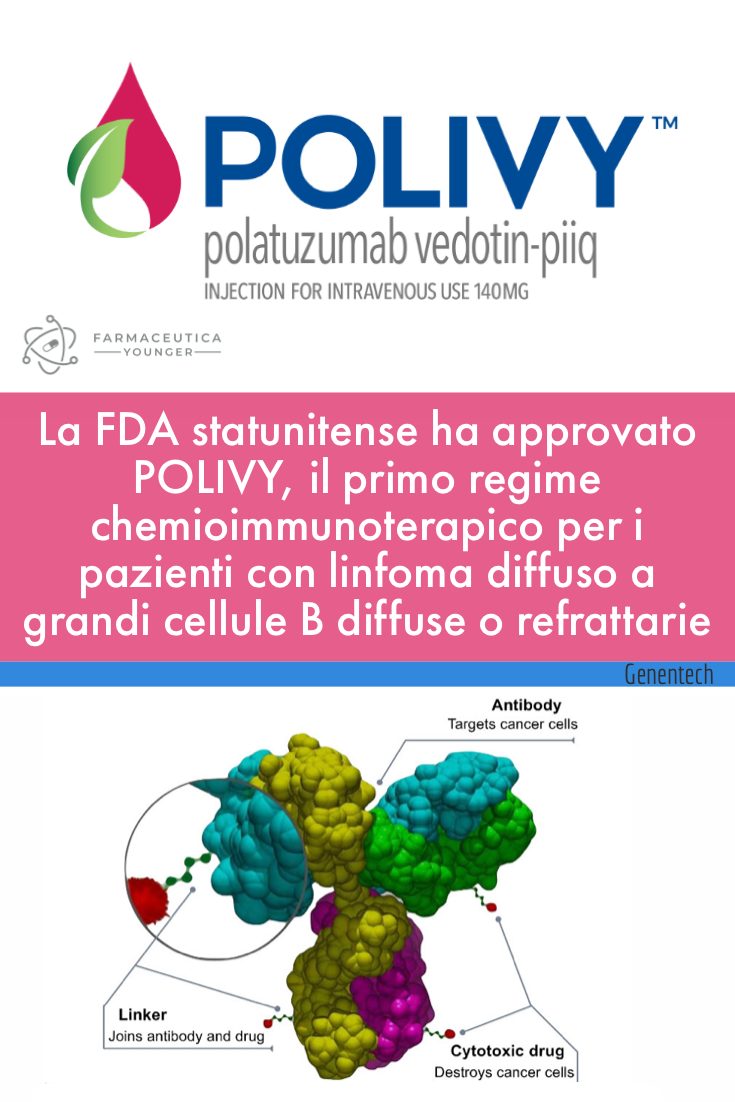 POLIVY™
polatuzumab vedotin-piiq
INJECTION FOR INTRAVENOUS USE 140MG
FARMACEUTICA
YOUNGER
La FDA statunitense ha approvato
POLIVY, il primo regime
chemioimmunoterapico per i
pazienti con linfoma diffuso a
grandi cellule B diffuse o refrattarie
Genentech
Antibody
Targets cancer cells
Linker
Joins antibody and drug
Cytotoxic drug
Destroys cancer cells